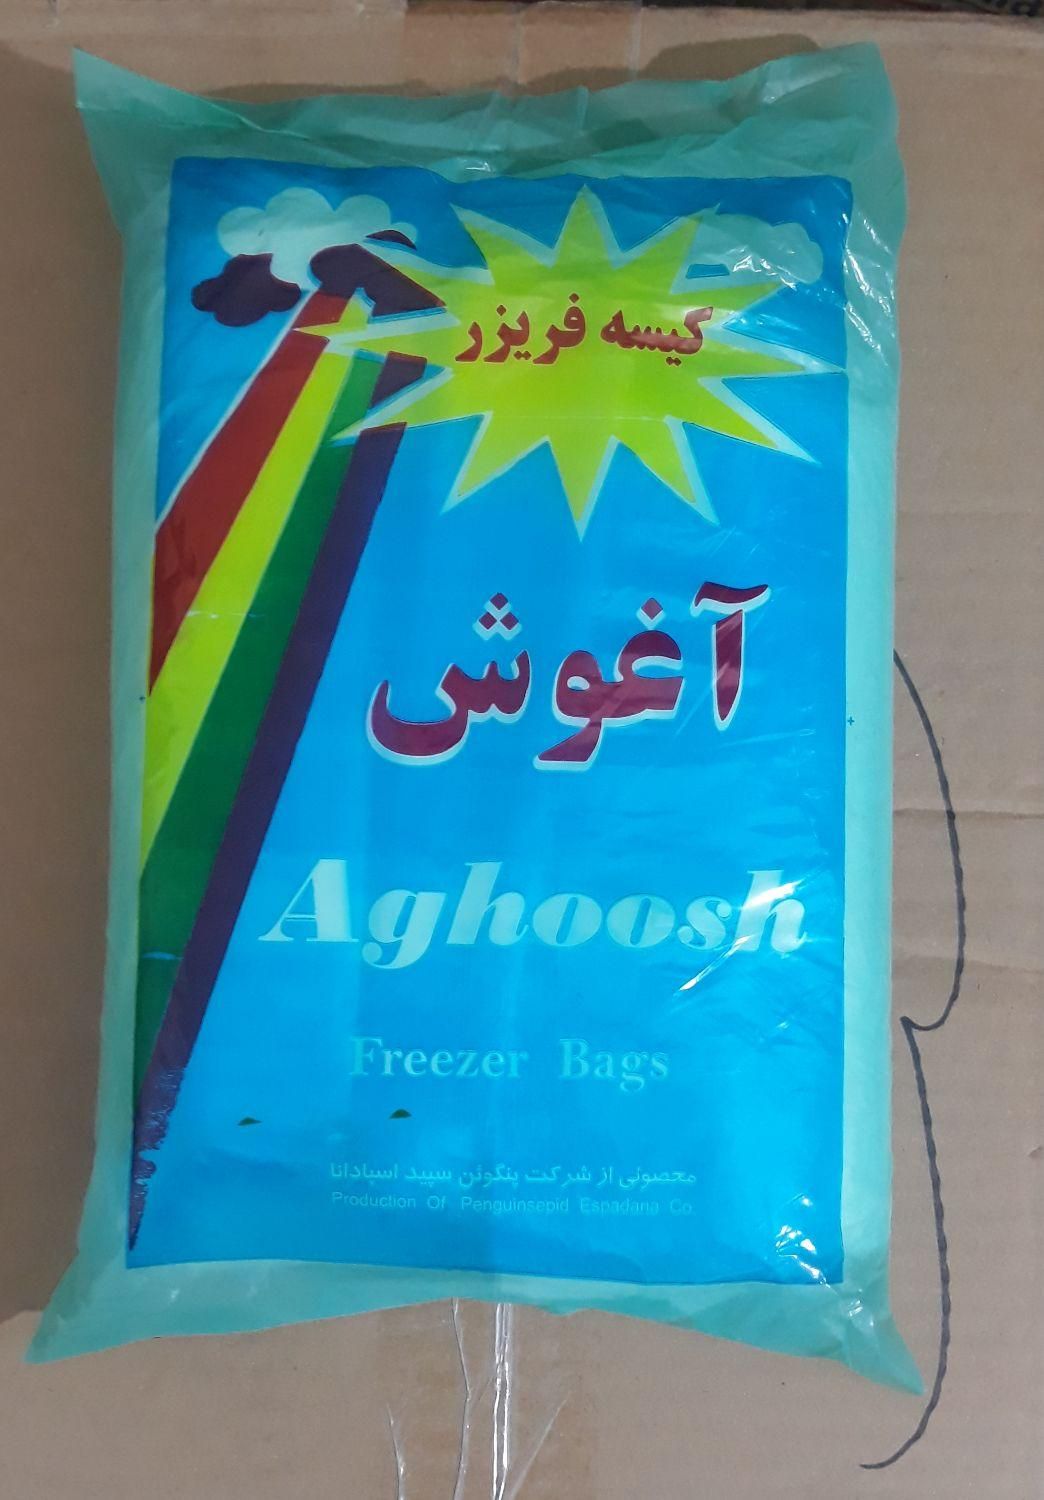 کیسه فریزر
آغوش
Aghoosh
Freezer Bags
محصولی از شرکت پنگوئن سپید اسپادانا
Production Of Penguinsepid Espadana Co.